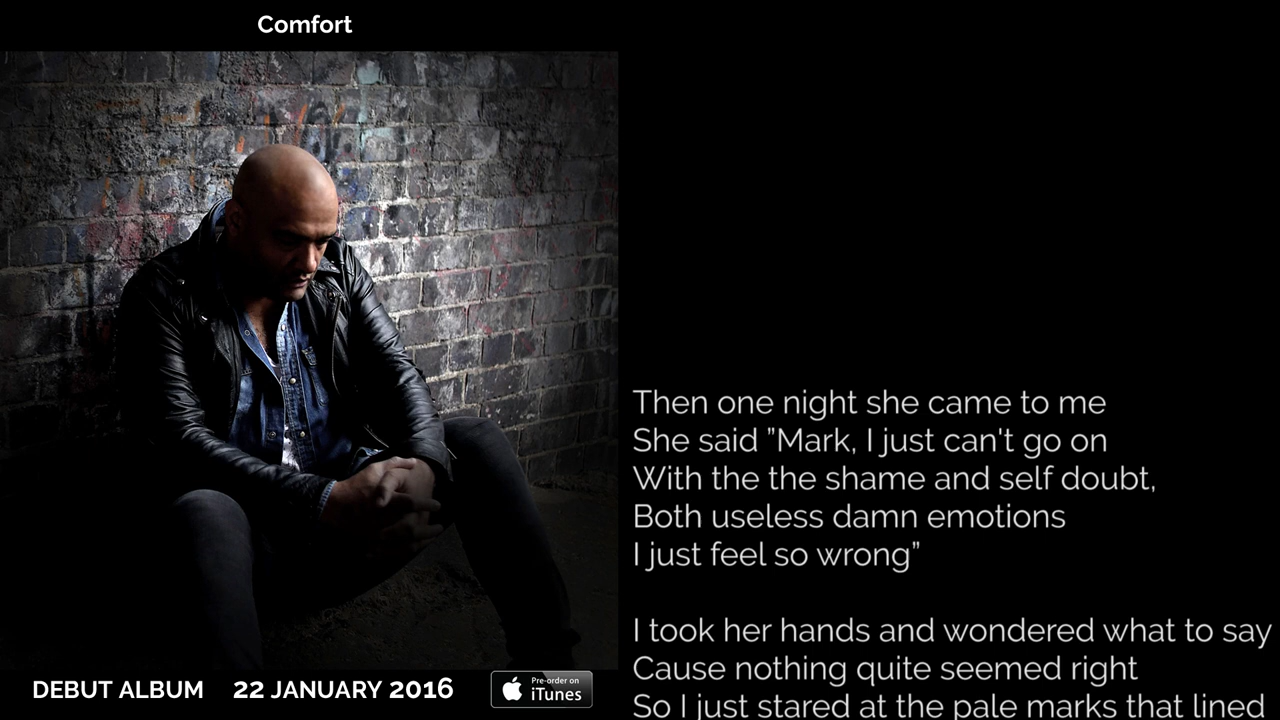 Comfort
Then one night she came to me
She said ”Mark, I just can't go on
With the the shame and self doubt,
Both useless damn emotions
I just feel so wrong”
I took her hands and wondered what to say
Cause nothing quite seemed right
So I just stared at the pale marks that lined
DEBUT ALBUM 22 JANUARY 2016
Pre-order on
iTunes